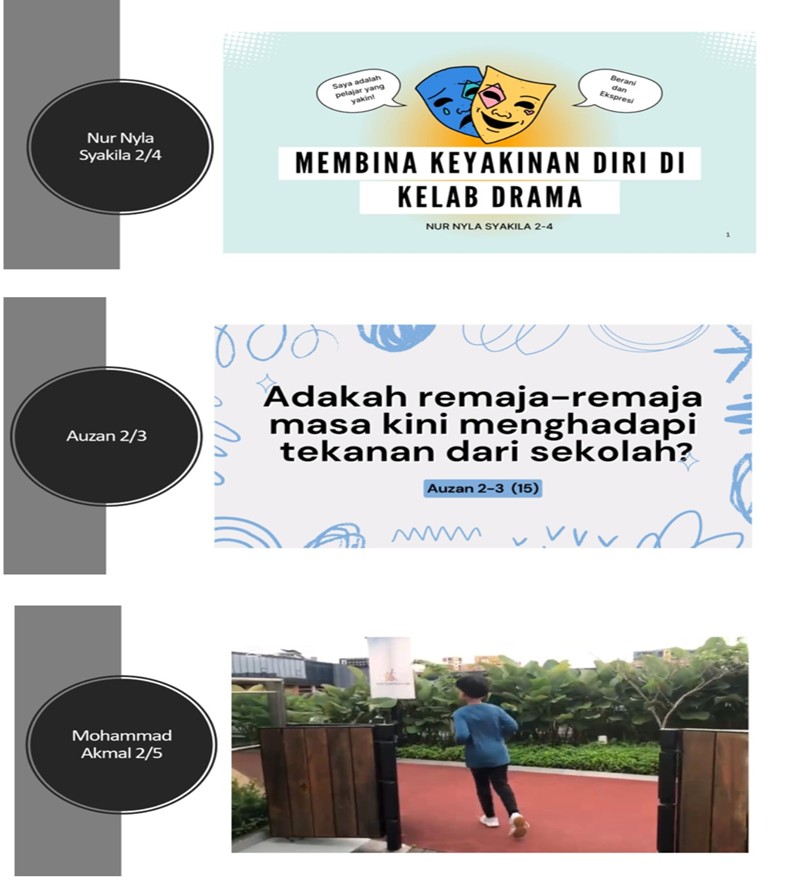 Nur Nyla
Syakila 2/4
Saya adalah
pelajar yang
yakin!
Berani
dan
Ekspresi
MEMBINA KEYAKINAN DIRI DI
KELAB DRAMA
NUR NYLA SYAKILA 2-4
1
Auzan 2/3
Adakah remaja-remaja
masa kini menghadapi
tekanan dari sekolah?
Auzan 2-3 (15)
Mohammad
Akmal 2/5